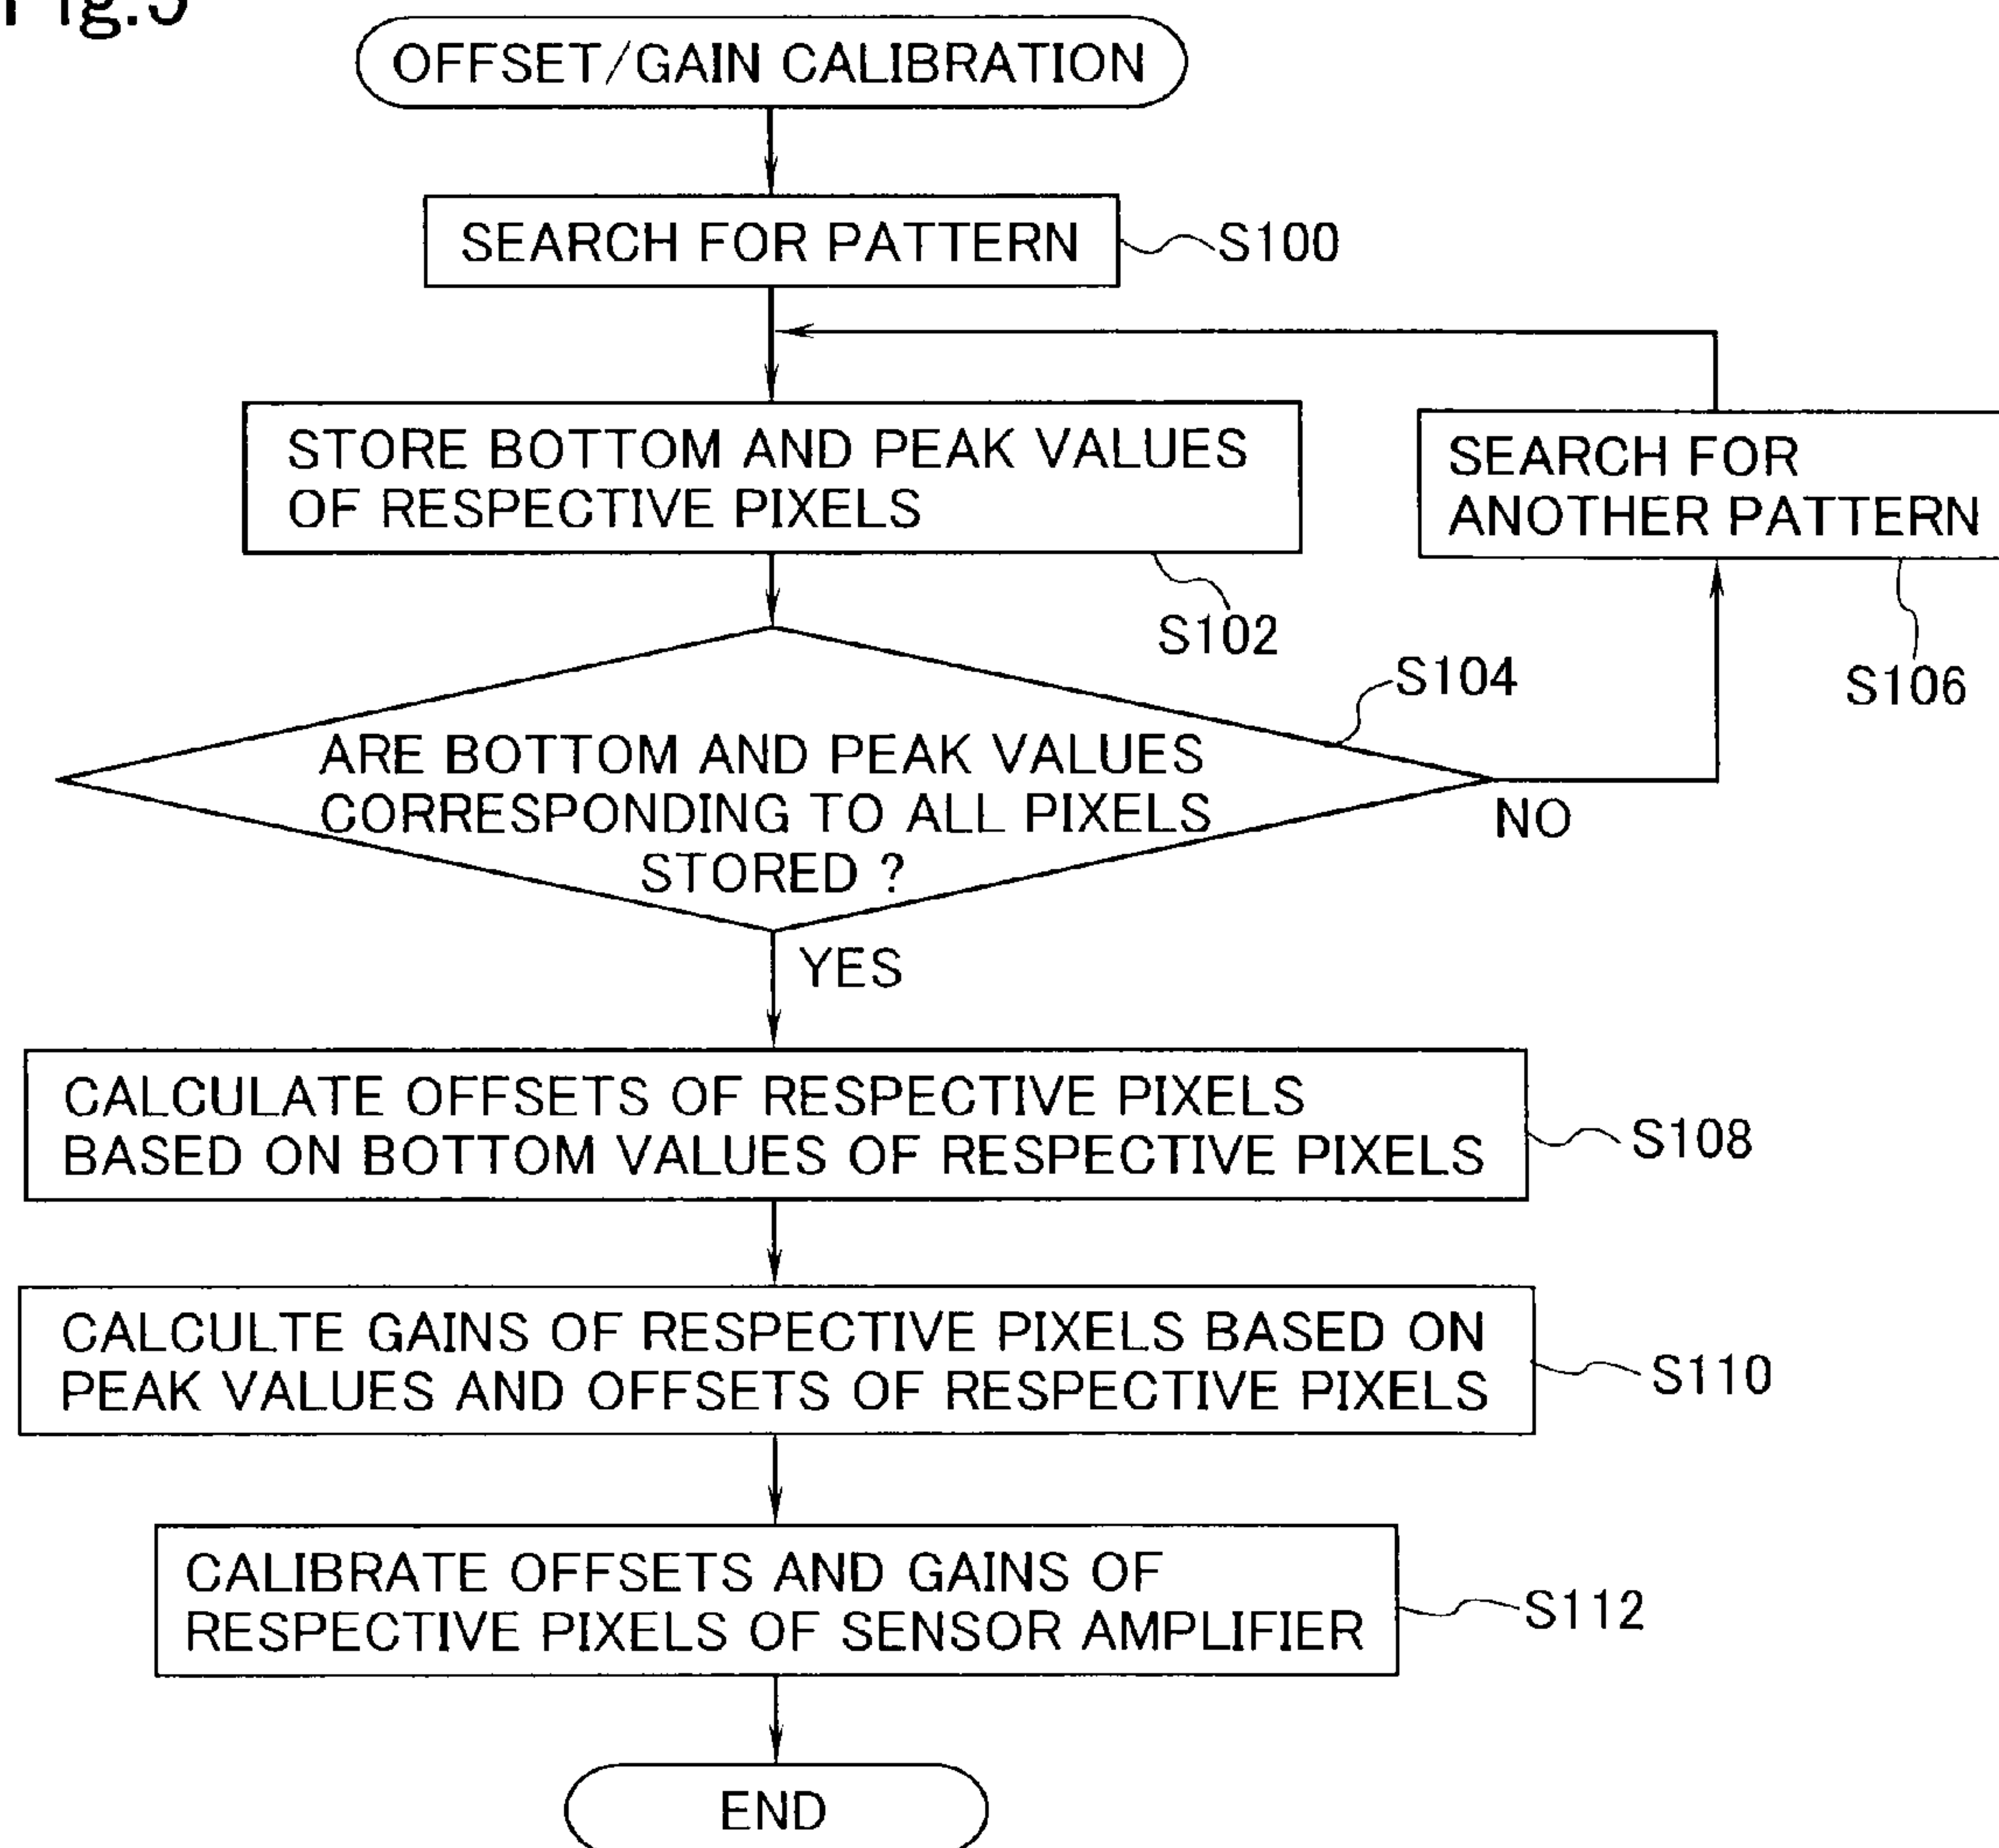 OFFSET/GAIN CALIBRATION
SEARCH FOR PATTERN
S100
STORE BOTTOM AND PEAK VALUES
OF RESPECTIVE PIXELS
S102
SEARCH FOR
ANOTHER PATTERN
S106
S104
ARE BOTTOM AND PEAK VALUES
CORRESPONDING TO ALL PIXELS
STORED ?
NO
YES
CALCULATE OFFSETS OF RESPECTIVE PIXELS
BASED ON BOTTOM VALUES OF RESPECTIVE PIXELS
S108
CALCULTE GAINS OF RESPECTIVE PIXELS BASED ON
PEAK VALUES AND OFFSETS OF RESPECTIVE PIXELS
S110
CALIBRATE OFFSETS AND GAINS OF
RESPECTIVE PIXELS OF SENSOR AMPLIFIER
S112
END